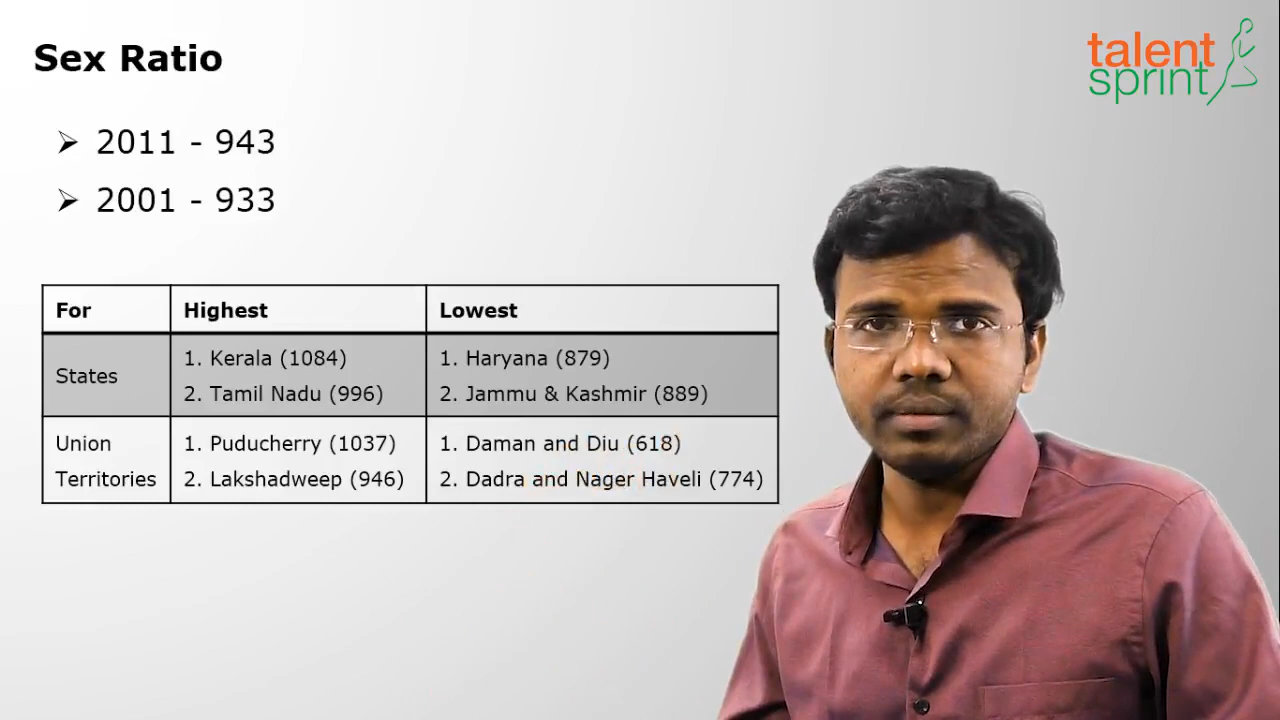 Sex Ratio
talent
sprint
➢ 2011 - 943
➢ 2001 - 933
For Highest Lowest
States
1. Kerala (1084)
2. Tamil Nadu (996)
1. Haryana (879)
2. Jammu & Kashmir (889)
Union
Territories
1. Puducherry (1037)
2. Lakshadweep (946)
1. Daman and Diu (618)
2. Dadra and Nager Haveli (774)